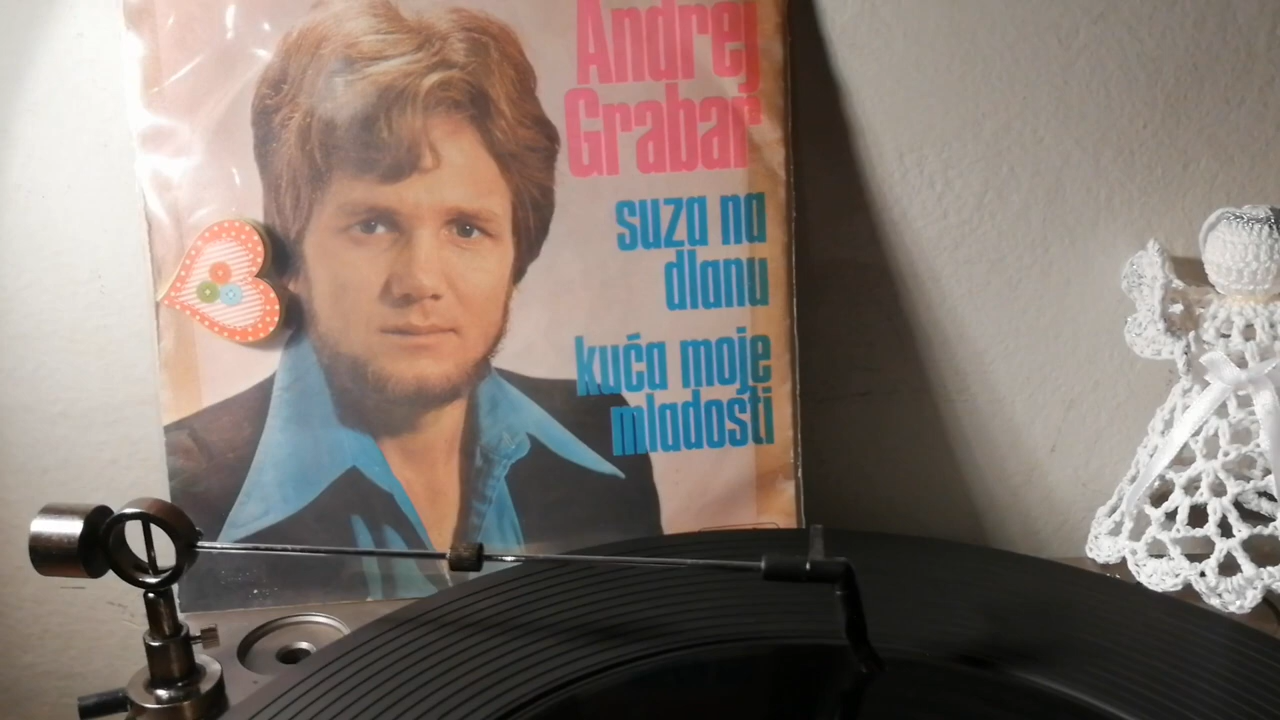 Andrej
Grabar
suza na
dlanu
kuća moje
mladosti